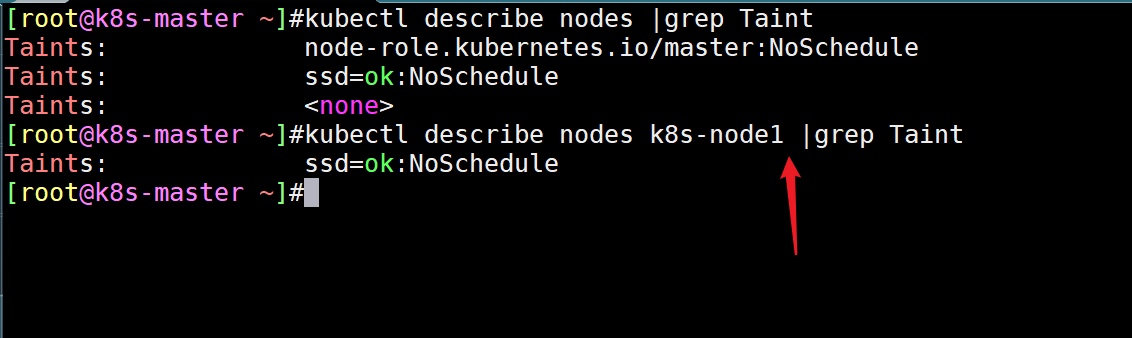 [root@k8s-master ~]#kubectl describe nodes |grep Taint
Taints:             node-role.kubernetes.io/master:NoSchedule
Taints:             ssd=ok:NoSchedule
Taints:             <none>
[root@k8s-master ~]#kubectl describe nodes k8s-node1 |grep Taint
Taints:             ssd=ok:NoSchedule
[root@k8s-master ~]#